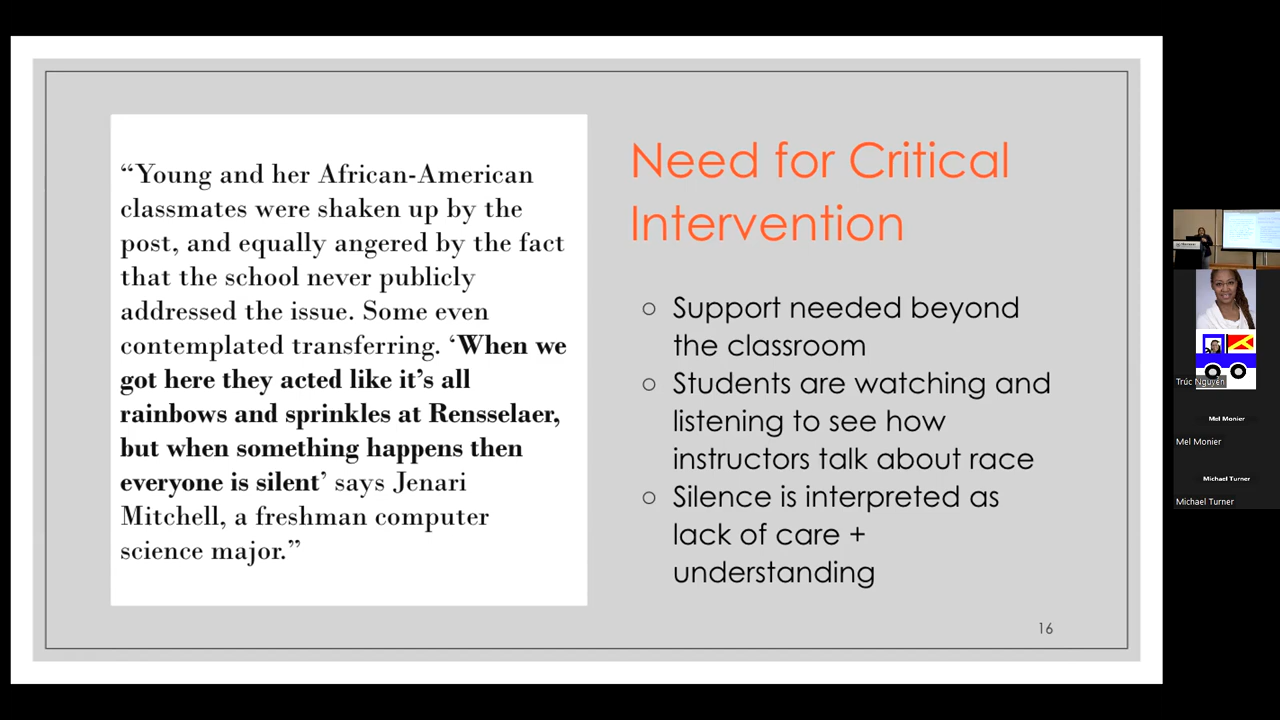 “Young and her African-American
classmates were shaken up by the
post, and equally angered by the fact
that the school never publicly
addressed the issue. Some even
contemplated transferring. ‘When we
got here they acted like it’s all
rainbows and sprinkles at Rensselaer,
but when something happens then
everyone is silent’ says Jenari
Mitchell, a freshman computer
science major.”
Need for Critical
Intervention
○ Support needed beyond
the classroom
○ Students are watching and
listening to see how
instructors talk about race
○ Silence is interpreted as
lack of care +
understanding
16
Trúc Nguyễn
Mel Monier
Mel Monier
Michael Turner
Michael Turner